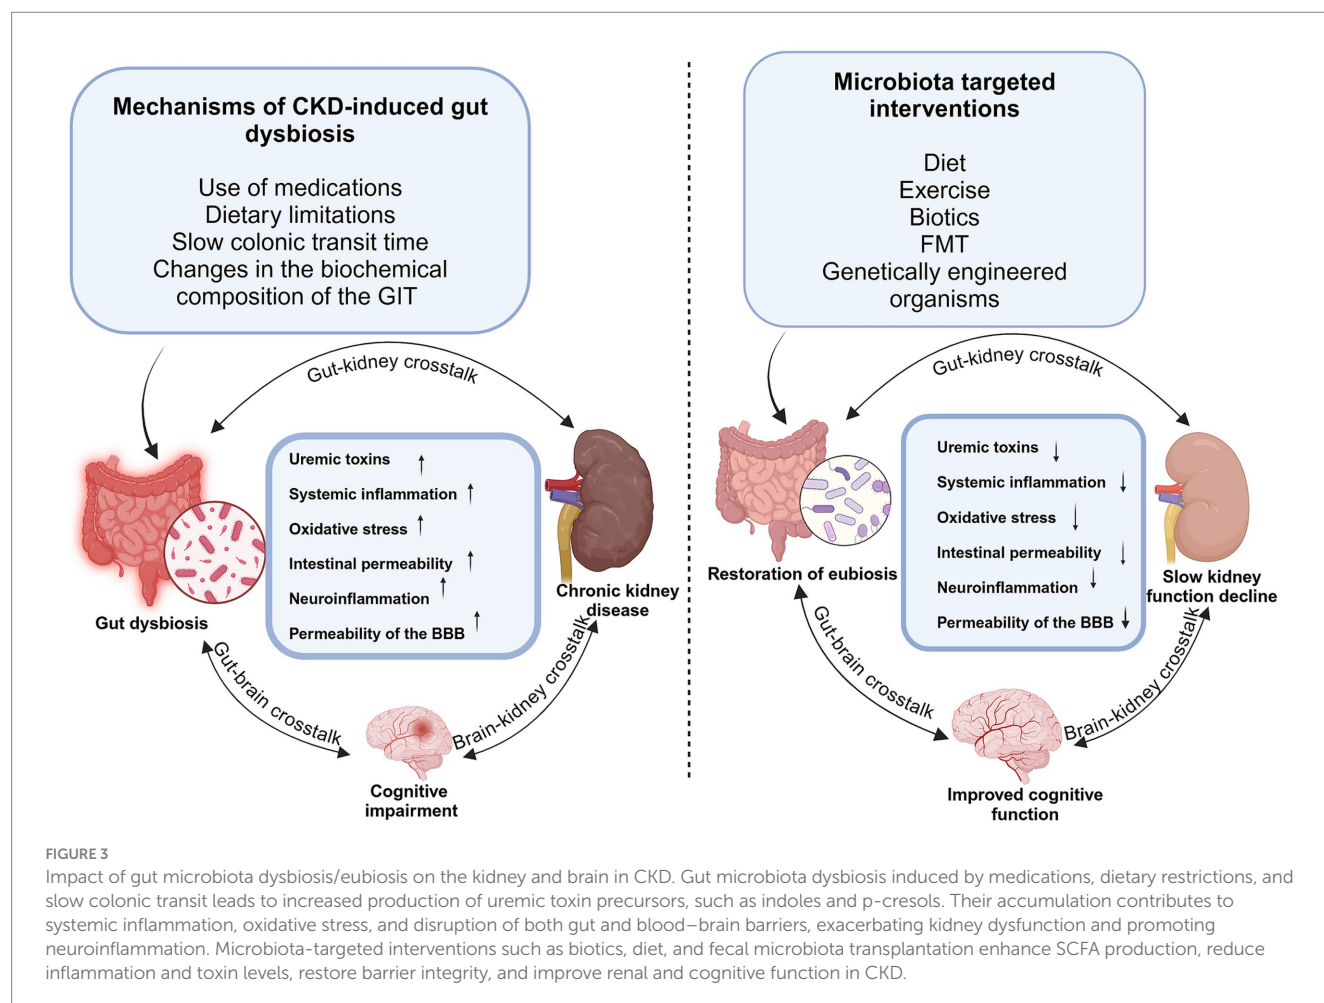 Mechanisms of CKD-induced gut
dysbiosis
Use of medications
Dietary limitations
Slow colonic transit time
Changes in the biochemical
composition of the GIT
Gut-kidney crosstalk
Uremic toxins
Systemic inflammation
Oxidative stress
Intestinal permeability
Neuroinflammation
Permeability of the BBB
Gut dysbiosis
Chronic kidney
disease
Gut-brain crosstalk
Brain-kidney crosstalk
Cognitive
impairment
Microbiota targeted
interventions
Diet
Exercise
Biotics
FMT
Genetically engineered
organisms
Gut-kidney crosstalk
Uremic toxins
Systemic inflammation
Oxidative stress
Intestinal permeability
Neuroinflammation
Permeability of the BBB
Restoration of eubiosis
Slow kidney
function decline
Gut-brain crosstalk
Brain-kidney crosstalk
Improved cognitive
function
FIGURE 3
Impact of gut microbiota dysbiosis/eubiosis on the kidney and brain in CKD. Gut microbiota dysbiosis induced by medications, dietary restrictions, and
slow colonic transit leads to increased production of uremic toxin precursors, such as indoles and p-cresols. Their accumulation contributes to
systemic inflammation, oxidative stress, and disruption of both gut and blood–brain barriers, exacerbating kidney dysfunction and promoting
neuroinflammation. Microbiota-targeted interventions such as biotics, diet, and fecal microbiota transplantation enhance SCFA production, reduce
inflammation and toxin levels, restore barrier integrity, and improve renal and cognitive function in CKD.